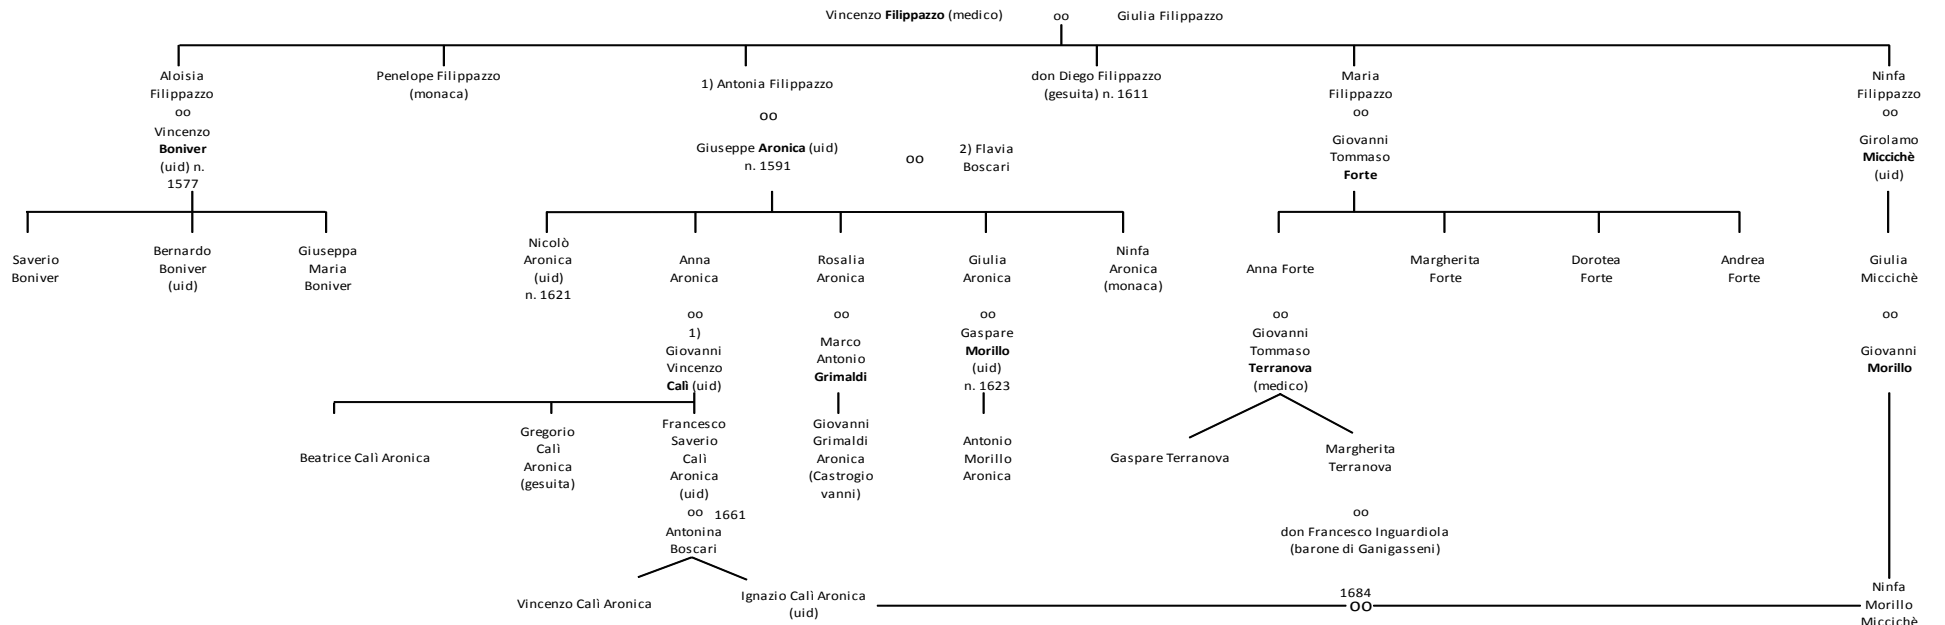 Vincenzo Filippazzo (medico) oo Giulia Filippazzo
Aloisia
Filippazzo
oo
Vincenzo
Boniver
(uid) n.
1577
Penelope Filippazzo
(monaca)
1) Antonia Filippazzo
oo
Giuseppe Aronica (uid)
n. 1591
oo
2) Flavia
Boscari
don Diego Filippazzo
(gesuita) n. 1611
Maria
Filippazzo
oo
Giovanni
Tommaso
Forte
Ninfa
Filippazzo
oo
Girolamo
Miccichè
(uid)
Saverio
Boniver
Bernardo
Boniver
(uid)
Giuseppa
Maria
Boniver
Nicolò
Aronica
(uid)
n. 1621
Anna
Aronica
oo
1)
Giovanni
Vincenzo
Calì (uid)
Rosalia
Aronica
oo
Marco
Antonio
Grimaldi
Giulia
Aronica
oo
Gaspare
Morillo
(uid)
n. 1623
Ninfa
Aronica
(monaca)
Anna Forte
oo
Giovanni
Tommaso
Terranova
(medico)
Margherita
Forte
Dorotea
Forte
Andrea
Forte
Giulia
Miccichè
oo
Giovanni
Morillo
Beatrice Calì Aronica
Gregorio
Calì
Aronica
(gesuita)
Francesco
Saverio
Calì
Aronica
(uid)
oo 1661
Antonina
Boscari
Giovanni
Grimaldi
Aronica
(Castrogio
vanni)
Antonio
Morillo
Aronica
Gaspare Terranova
Margherita
Terranova
oo
don Francesco Inguardiola
(barone di Ganigasseni)
Vincenzo Calì Aronica
Ignazio Calì Aronica
(uid)
1684
oo
Ninfa
Morillo
Miccichè